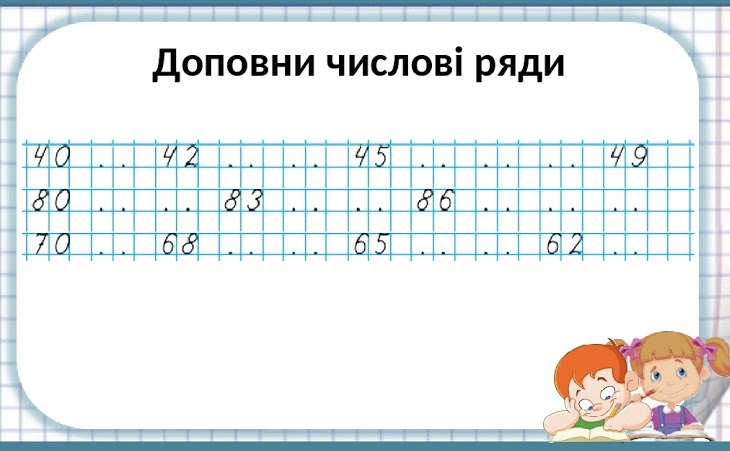 Доповни числові ряди
40 . . 42 . . . . 45 . . . . . . 49
80 . . . . 83 . . . . 86 . . . . . .
70 . . 68 . . . . 65 . . . . 62 . .